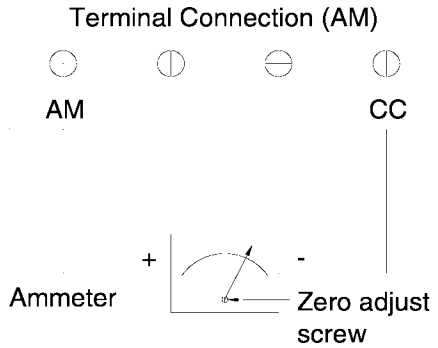 Terminal Connection (AM)
AM CC
+ -
Ammeter
Zero adjust
screw